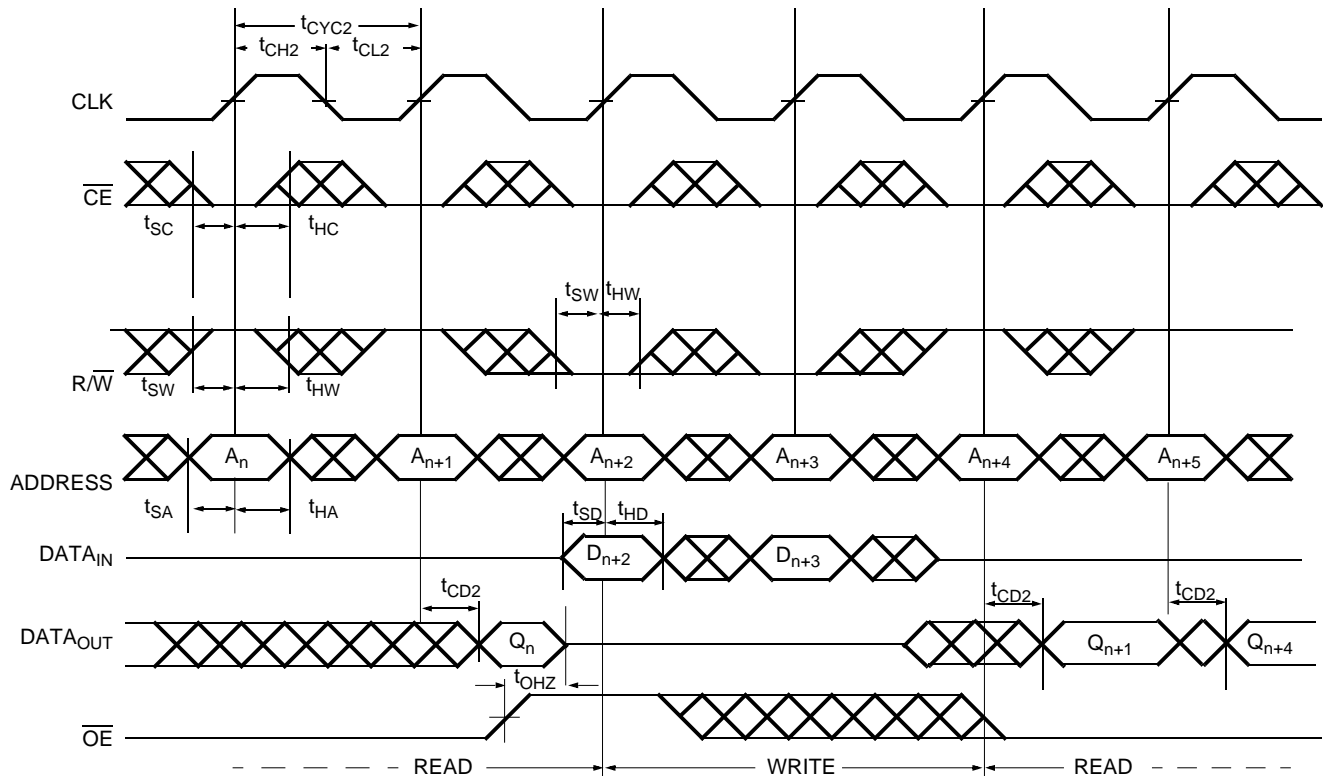 tCYC2
tCH2 tCL2
CLK
CE
tSC tHC
tSW tHW
R/W
tSW tHW
An An+1 An+2 An+3 An+4 An+5
ADDRESS
tSA tHA
tSD tHD
DATAIN
Dn+2 Dn+3
tCD2 tCD2 tCD2
DATAOUT
Qn Qn+1 Qn+4
tOHZ
OE
READ WRITE READ